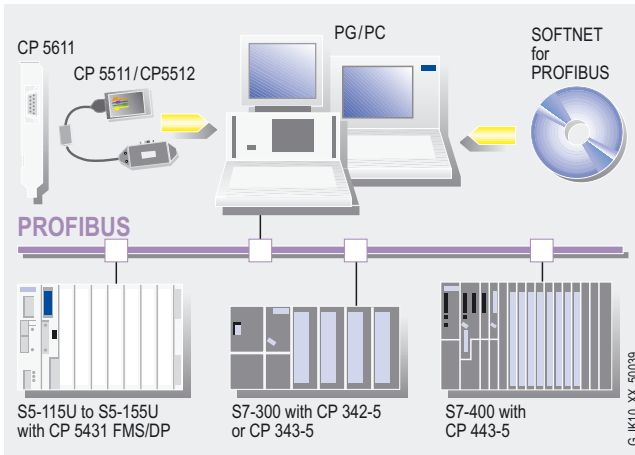 CP 5611
CP 5511/CP5512
PG/PC
SOFTNET
for
PROFIBUS
PROFIBUS
S5-115U to S5-155U
with CP 5431 FMS/DP
S7-300 with CP 342-5
or CP 343-5
S7-400 with
CP 443-5
G_IK10_XX_50039